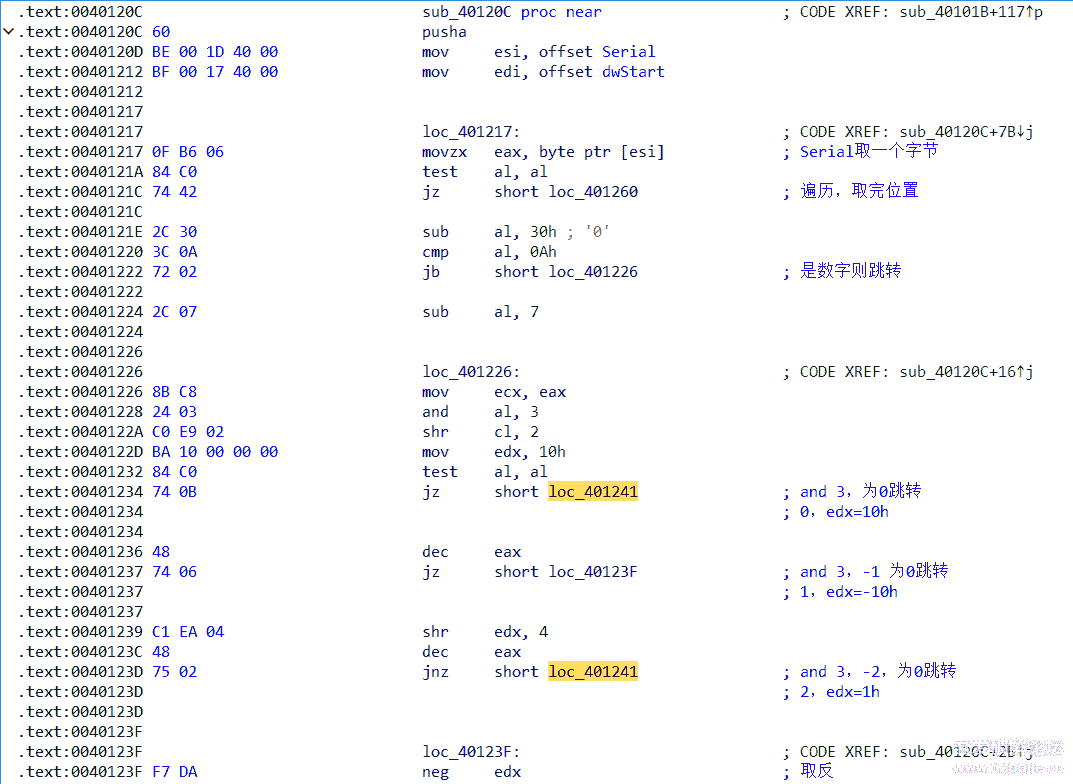 .text:0040120C sub_40120C proc near ; CODE XREF: sub_40101B+117↑p
.text:0040120C 60 pusha
.text:0040120D BE 00 1D 40 00 mov esi, offset Serial
.text:00401212 BF 00 17 40 00 mov edi, offset dwStart
.text:00401212
.text:00401217
.text:00401217 loc_401217: ; CODE XREF: sub_40120C+7B↓j
.text:00401217 0F B6 06 movzx eax, byte ptr [esi] ; Serial取一个字节
.text:0040121A 84 C0 test al, al
.text:0040121C 74 42 jz short loc_401260 ; 遍历，取完位置
.text:0040121C
.text:0040121E 2C 30 sub al, 30h ; '0'
.text:00401220 3C 0A cmp al, 0Ah
.text:00401222 72 02 jb short loc_401226 ; 是数字则跳转
.text:00401222
.text:00401224 2C 07 sub al, 7
.text:00401224
.text:00401226
.text:00401226 loc_401226: ; CODE XREF: sub_40120C+16↑j
.text:00401226 8B C8 mov ecx, eax
.text:00401228 24 03 and al, 3
.text:0040122A C0 E9 02 shr cl, 2
.text:0040122D BA 10 00 00 00 mov edx, 10h
.text:00401232 84 C0 test al, al
.text:00401234 74 0B jz short loc_401241 ; and 3，为0跳转
.text:00401234 ; 0，edx=10h
.text:00401234
.text:00401236 48 dec eax
.text:00401237 74 06 jz short loc_40123F ; and 3，-1 为0跳转
.text:00401237 ; 1，edx=-10h
.text:00401237
.text:00401239 C1 EA 04 shr edx, 4
.text:0040123C 48 dec eax
.text:0040123D 75 02 jnz short loc_401241 ; and 3，-2，为0跳转
.text:0040123D ; 2，edx=1h
.text:0040123D
.text:0040123F
.text:0040123F loc_40123F: ; CODE XREF: sub_40120C+2B↑j
.text:0040123F F7 DA neg edx ; 取反